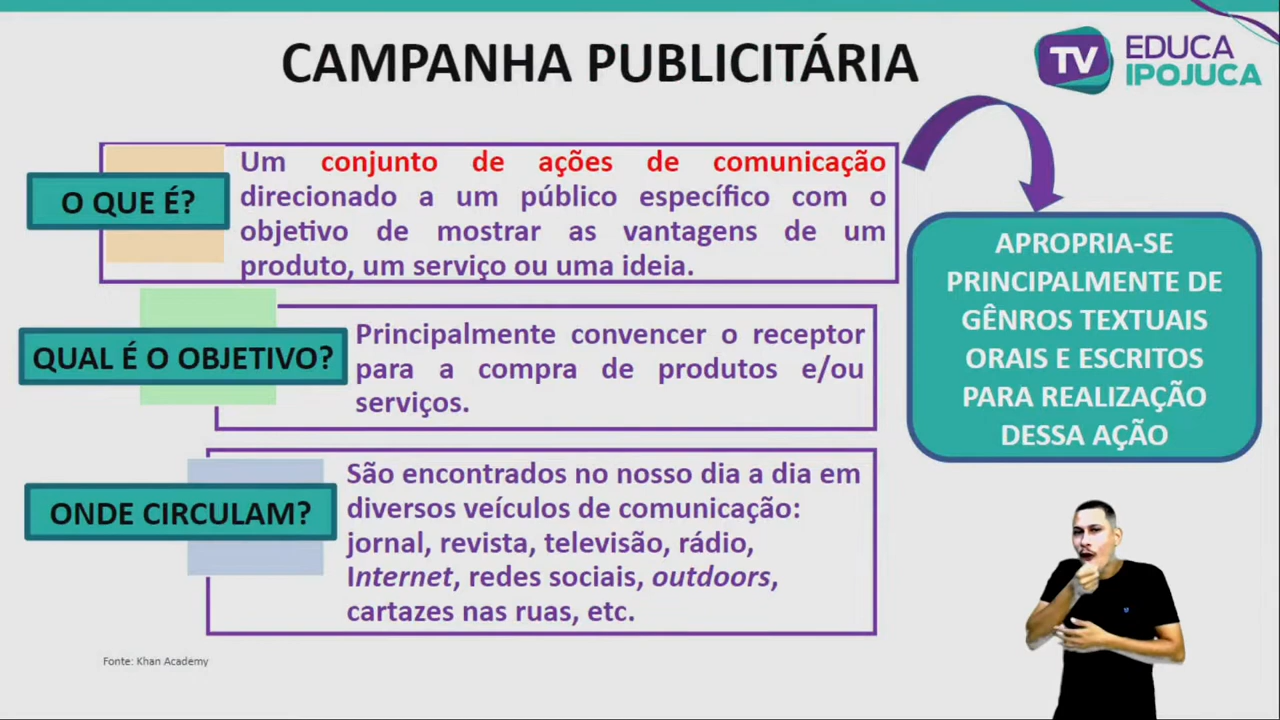 CAMPANHA PUBLICITÁRIA
TV EDUCA
IPOJUCA
O QUE É?
Um conjunto de ações de comunicação
direcionado a um público específico com o
objetivo de mostrar as vantagens de um
produto, um serviço ou uma ideia.
APROPRIA-SE
PRINCIPALMENTE DE
GÊNROS TEXTUAIS
ORAIS E ESCRITOS
PARA REALIZAÇÃO
DESSA AÇÃO
QUAL É O OBJETIVO?
Principalmente convencer o receptor
para a compra de produtos e/ou
serviços.
ONDE CIRCULAM?
São encontrados no nosso dia a dia em
diversos veículos de comunicação:
jornal, revista, televisão, rádio,
Internet, redes sociais, outdoors,
cartazes nas ruas, etc.
Fonte: Khan Academy